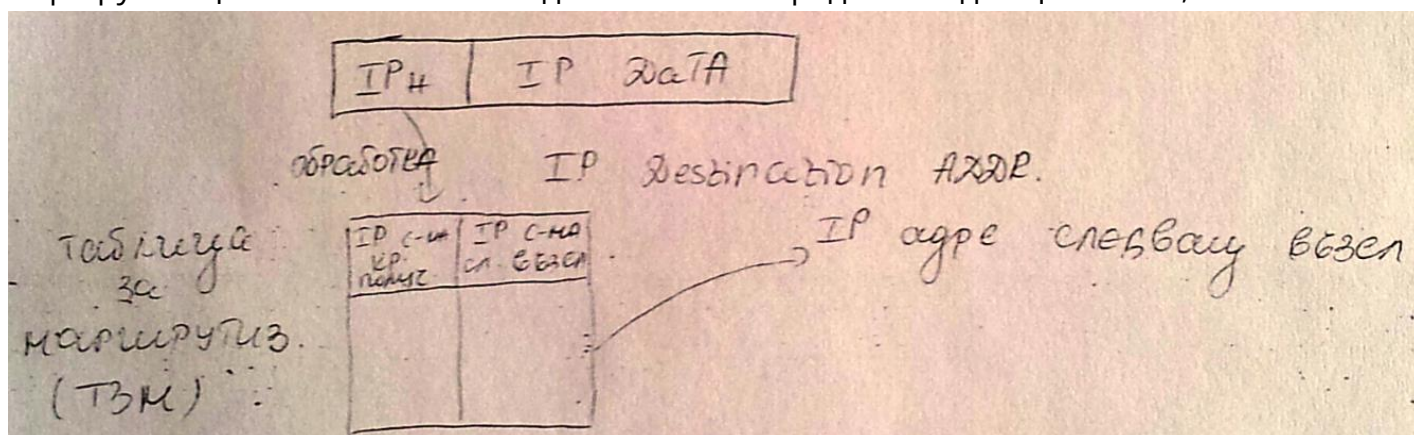 IPH | IP DaTA
обработка IP Destination ADDR.
Таблица за маршрутиз. (ТЗМ)
IP с-ма кр. получ. | IP с-ма сл. възел
IP адре следващ възел